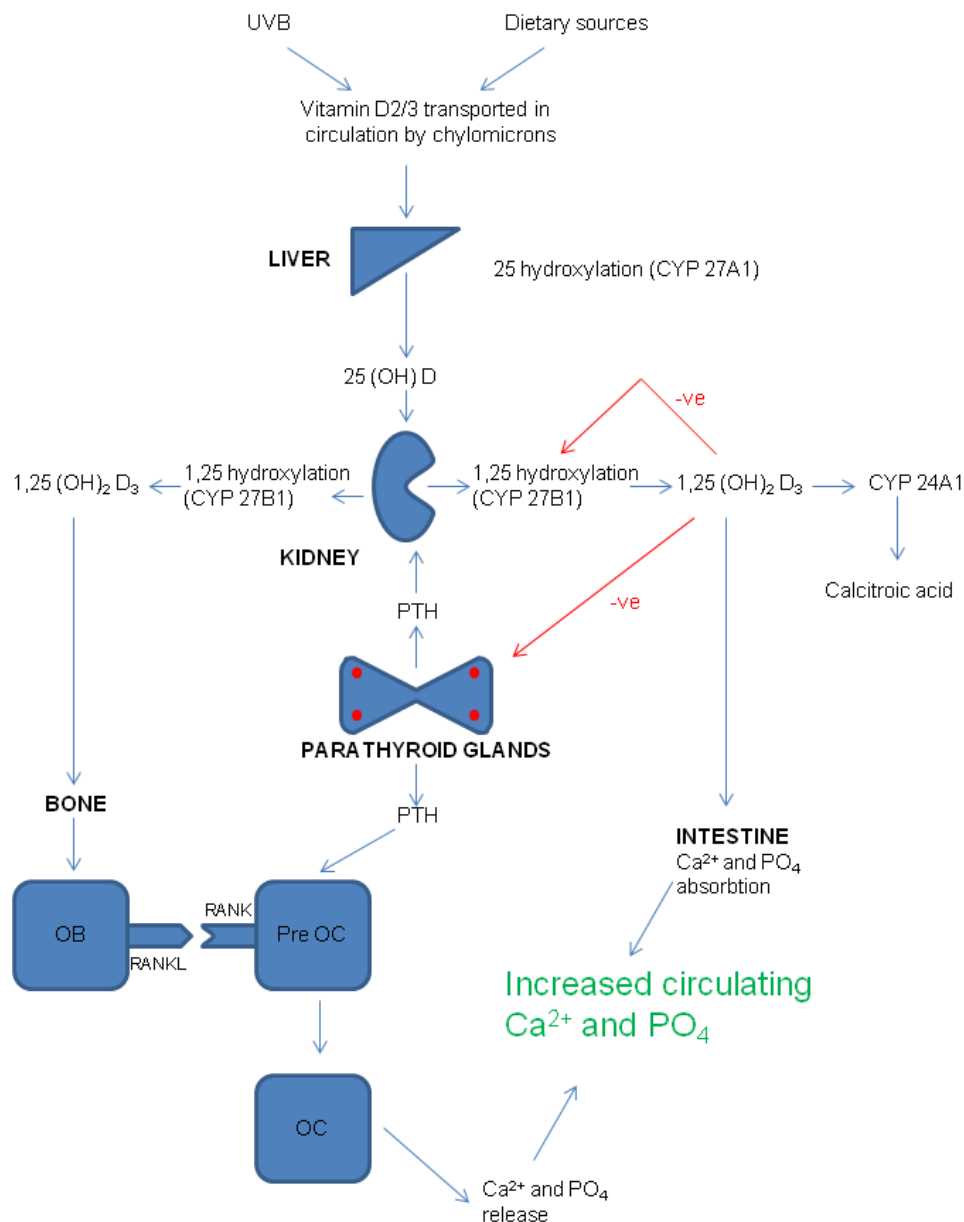 UVB
Dietary sources
Vitamin D2/3 transported in
circulation by chylomicrons
LIVER
25 hydroxylation (CYP 27A1)
25 (OH) D
-ve
1,25 (OH)₂ D₃
1,25 hydroxylation
(CYP 27B1)
1,25 hydroxylation
(CYP 27B1)
1,25 (OH)₂ D₃
CYP 24A1
KIDNEY
Calcitroic acid
-ve
PTH
PARATHYROID GLANDS
PTH
BONE
INTESTINE
Ca²⁺ and PO₄
absorbtion
OB
RANKL
RANK
Pre OC
Increased circulating
Ca²⁺ and PO₄
OC
Ca²⁺ and PO₄
release